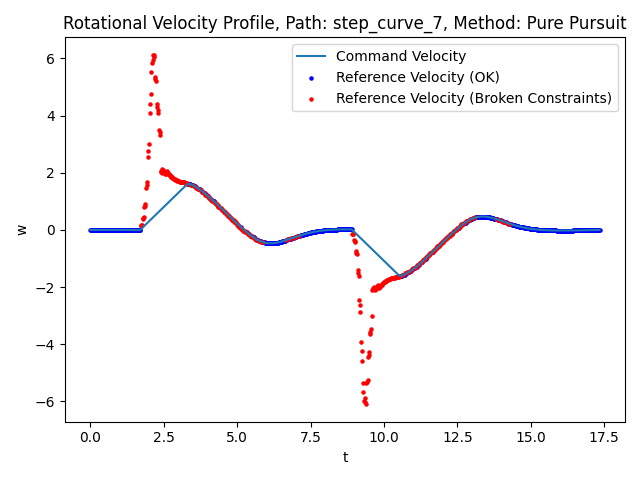 Rotational Velocity Profile, Path: step_curve_7, Method: Pure Pursuit
Command Velocity
Reference Velocity (OK)
Reference Velocity (Broken Constraints)
6
4
2
0
−2
−4
−6
w
0.0 2.5 5.0 7.5 10.0 12.5 15.0 17.5
t